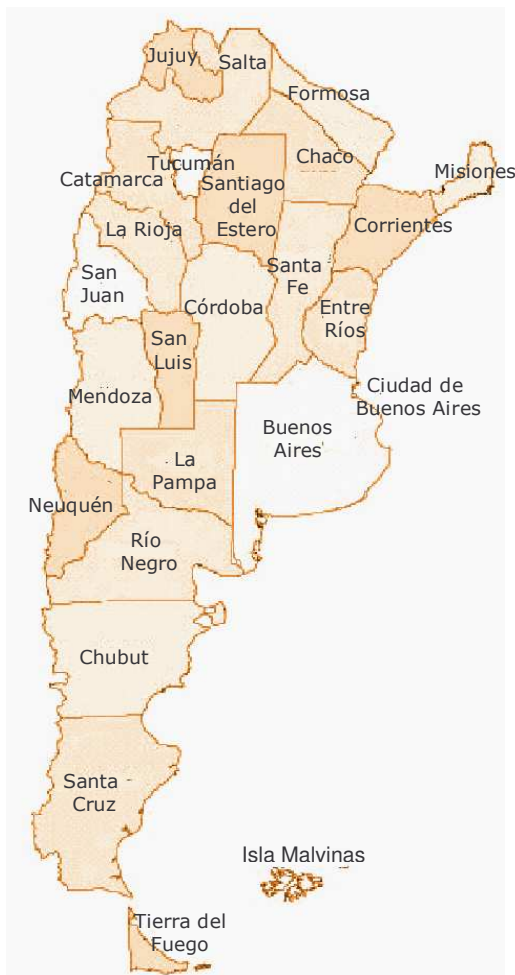 Jujuy
Salta
Formosa
Chaco
Tucumán
Misiones
Catamarca
Santiago
del
Estero
La Rioja
Corrientes
San
Juan
Santa
Fe
Córdoba
Entre
Ríos
San
Luis
Mendoza
Ciudad de
Buenos Aires
Buenos
Aires
La
Pampa
Neuquén
Río
Negro
Chubut
Santa
Cruz
Isla Malvinas
Tierra del
Fuego